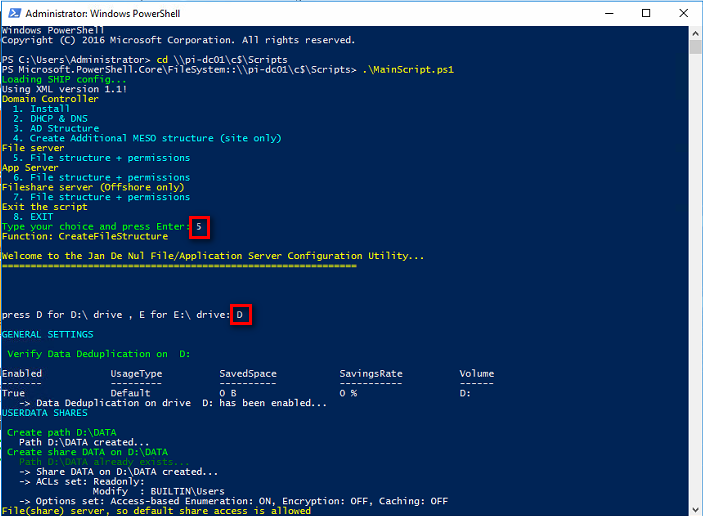 Administrator: Windows PowerShell
Windows PowerShell
Copyright (C) 2016 Microsoft Corporation. All rights reserved.
PS C:\Users\Administrator> cd \\pi-dc01\c$\Scripts
PS Microsoft.PowerShell.Core\FileSystem::\\pi-dc01\c$\Scripts> .\MainScript.ps1
Loading SHIP config...
Using XML version 1.1!
Domain Controller
1. Install
2. DHCP & DNS
3. AD Structure
4. Create Additional MESO structure (site only)
File server
5. File structure + permissions
App Server
6. File structure + permissions
Fileshare server (Offshore only)
7. File structure + permissions
Exit the script
8. EXIT
Type your choice and press Enter: 5
Function: CreateFileStructure
Welcome to the Jan De Nul File/Application Server Configuration Utility...
================================================================
press D for D:\ drive , E for E:\ drive: D
GENERAL SETTINGS
Verify Data Deduplication on D:
Enabled UsageType SavedSpace SavingsRate Volume
------- --------- ---------- ----------- ------
True Default 0 B 0 % D:
-> Data Deduplication on drive D: has been enabled...
USERDATA SHARES
Create path D:\DATA
Path D:\DATA created...
Create share DATA on D:\DATA
Path D:\DATA already exists...
-> Share DATA on D:\DATA created...
-> ACLs set: Readonly :
Modify : BUILTIN\Users
-> Options set: Access-based Enumeration: ON, Encryption: OFF, Caching: OFF
File(share) server, so default share access is allowed